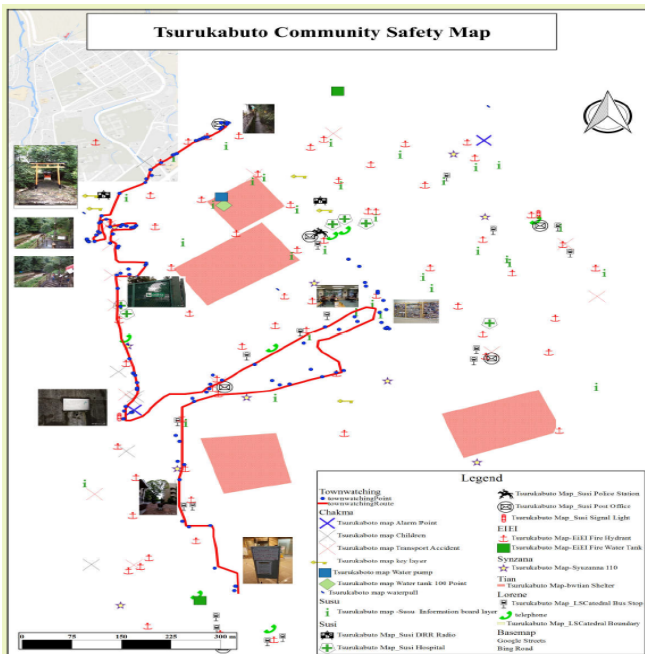 Tsurukabuto Community Safety Map
Legend
Townwatching
townwatchingPoint
townwatchingRoute
Chakma
Tsurukabuto map Alarm Point
Tsurukabuto map Children
Tsurukabuto map Transport Accident
Tsurukabuto map key layer
Tsurukaboto map Water pump
Tsurukabuto map Water tank 100 Point
Tsurukabuto map waterpull
Susu
Tsurukabuto map -Susu Information board layer
Susi
Tsurukabuto Map_Susi DRR Radio
Tsurukabuto Map_Susi Hospital
Tsurukabuto Map_Susi Police Station
Tsurukabuto Map_Susi Post Office
Tsurukabuto Map_Susi Signal Light
EIEI
Tsurukabuto Map-EiEI Fire Hydrant
Tsurukabuto Map-EiEI Fire Water Tank
Synzana
Tsurukabuto Map-Synzanna 110
Tian
Tsurukabuto Map-bwtian Shelter
Lorene
Tsurukabuto Map_LSCatedral Bus Stop
telephone
Tsurukabuto Map_LSCatedral Boundary
Basemap
Google Streets
Bing Road
0 75 150 225 300 m